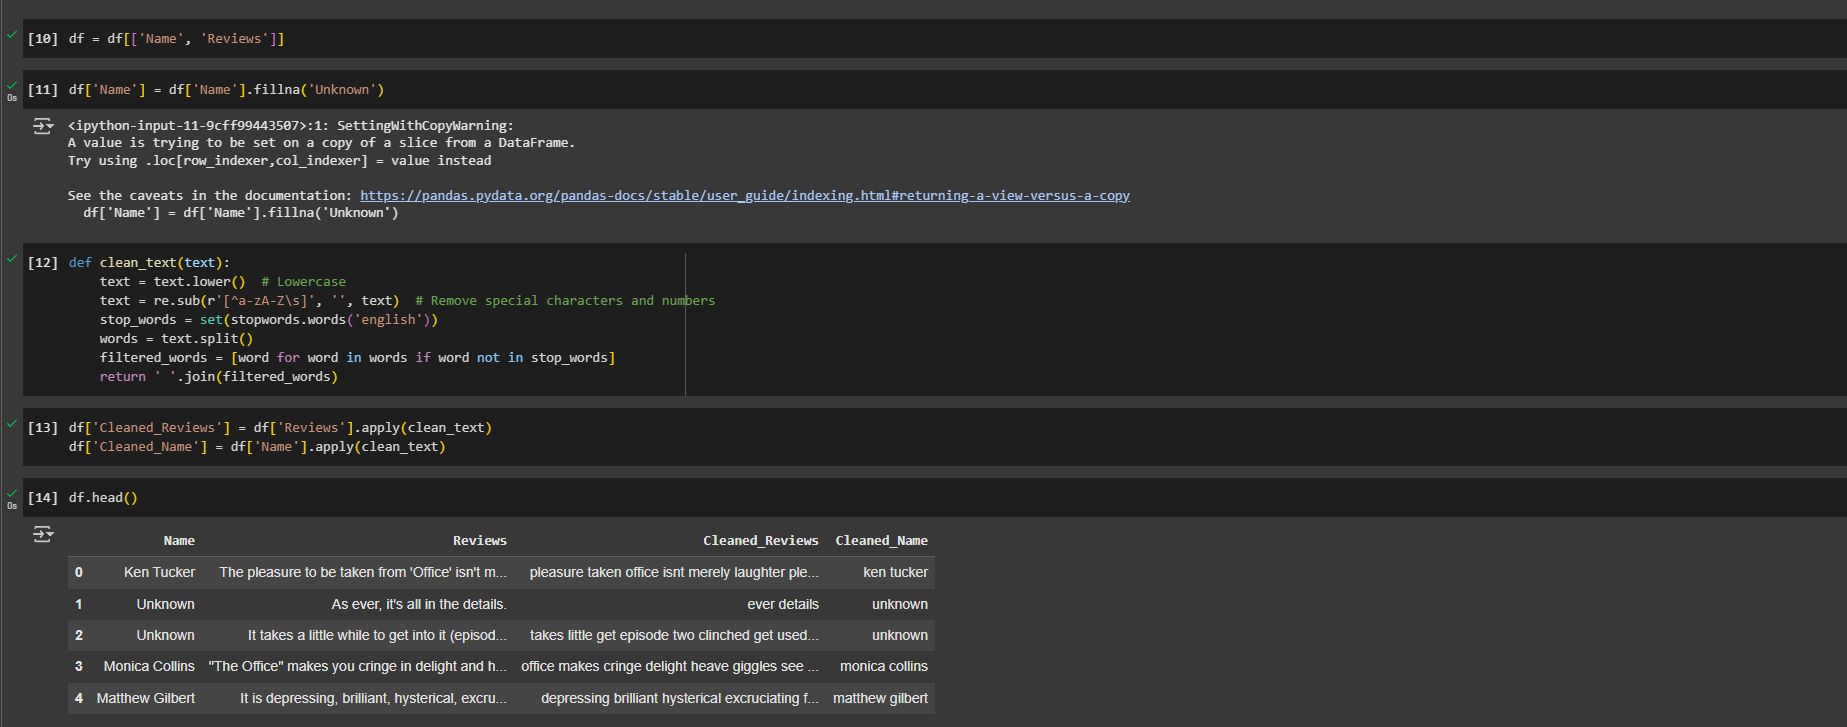 [10] df = df[['Name', 'Reviews']]
0s
[11] df['Name'] = df['Name'].fillna('Unknown')
<ipython-input-11-9cff99443507>:1: SettingWithCopyWarning:
A value is trying to be set on a copy of a slice from a DataFrame.
Try using .loc[row_indexer,col_indexer] = value instead
See the caveats in the documentation: https://pandas.pydata.org/pandas-docs/stable/user_guide/indexing.html#returning-a-view-versus-a-copy
  df['Name'] = df['Name'].fillna('Unknown')
[12] def clean_text(text):
    text = text.lower()  # Lowercase
    text = re.sub(r'[^a-zA-Z\s]', '', text)  # Remove special characters and numbers
    stop_words = set(stopwords.words('english'))
    words = text.split()
    filtered_words = [word for word in words if word not in stop_words]
    return ' '.join(filtered_words)
[13] df['Cleaned_Reviews'] = df['Reviews'].apply(clean_text)
df['Cleaned_Name'] = df['Name'].apply(clean_text)
0s
[14] df.head()
Name Reviews Cleaned_Reviews Cleaned_Name
0 Ken Tucker The pleasure to be taken from 'Office' isn't m... pleasure taken office isnt merely laughter ple... ken tucker
1 Unknown As ever, it's all in the details. ever details unknown
2 Unknown It takes a little while to get into it (episod... takes little get episode two clinched get used... unknown
3 Monica Collins "The Office" makes you cringe in delight and h... office makes cringe delight heave giggles see ... monica collins
4 Matthew Gilbert It is depressing, brilliant, hysterical, excru... depressing brilliant hysterical excruciating f... matthew gilbert